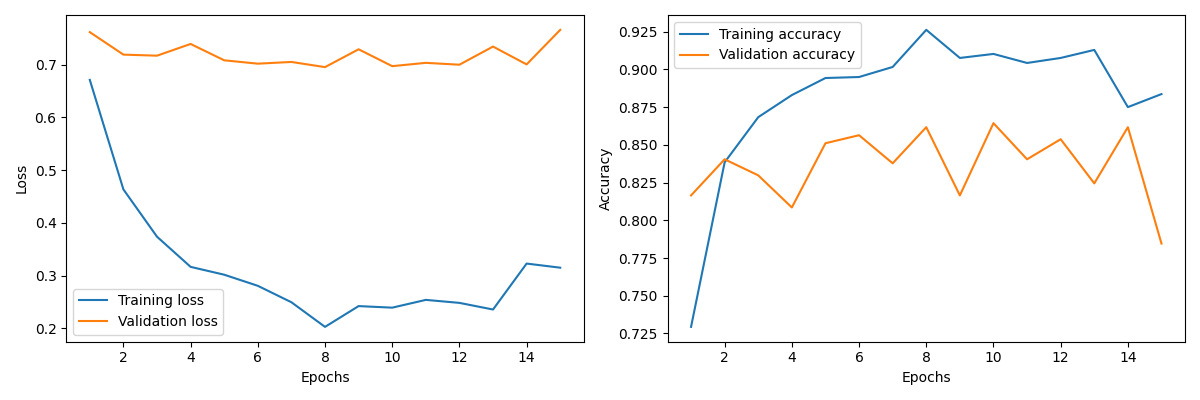 0.7
0.6
0.5
0.4
0.3
0.2
Loss
Training loss
Validation loss
2 4 6 8 10 12 14
Epochs
0.925
0.900
0.875
0.850
0.825
0.800
0.775
0.750
0.725
Accuracy
Training accuracy
Validation accuracy
2 4 6 8 10 12 14
Epochs